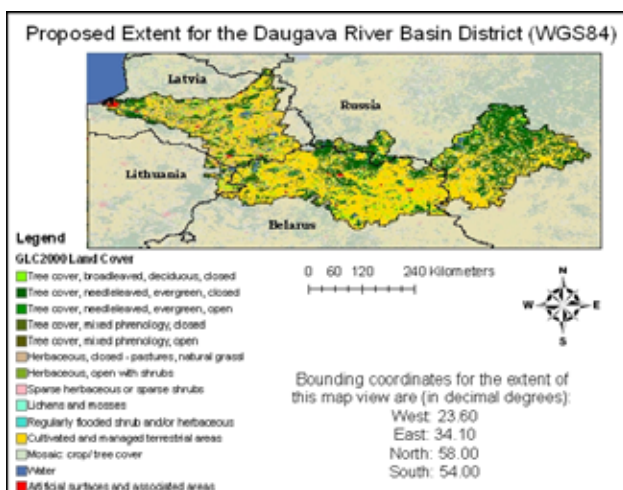 Proposed Extent for the Daugava River Basin District (WGS84)
Latvia
Russia
Lithuania
Belarus
Legend
GLC2000 Land Cover
Tree cover, broadleaved, deciduous, closed
Tree cover, needleleaved, evergreen, closed
Tree cover, needleleaved, evergreen, open
Tree cover, mixed phrenology, closed
Tree cover, mixed phrenology, open
Herbaceous, closed - pastures, natural grassl
Herbaceous, open with shrubs
Sparse herbaceous or sparse shrubs
Lichens and mosses
Regularly flooded shrub and/or herbaceous
Cultivated and managed terrestrial areas
Mosaic: crop/ tree cover
Water
Artificial surfaces and associated areas
0 60 120 240 Kilometers
N
W E
S
Bounding coordinates for the extent of
this map view are (in decimal degrees):
West: 23.60
East: 34.10
North: 58.00
South: 54.00